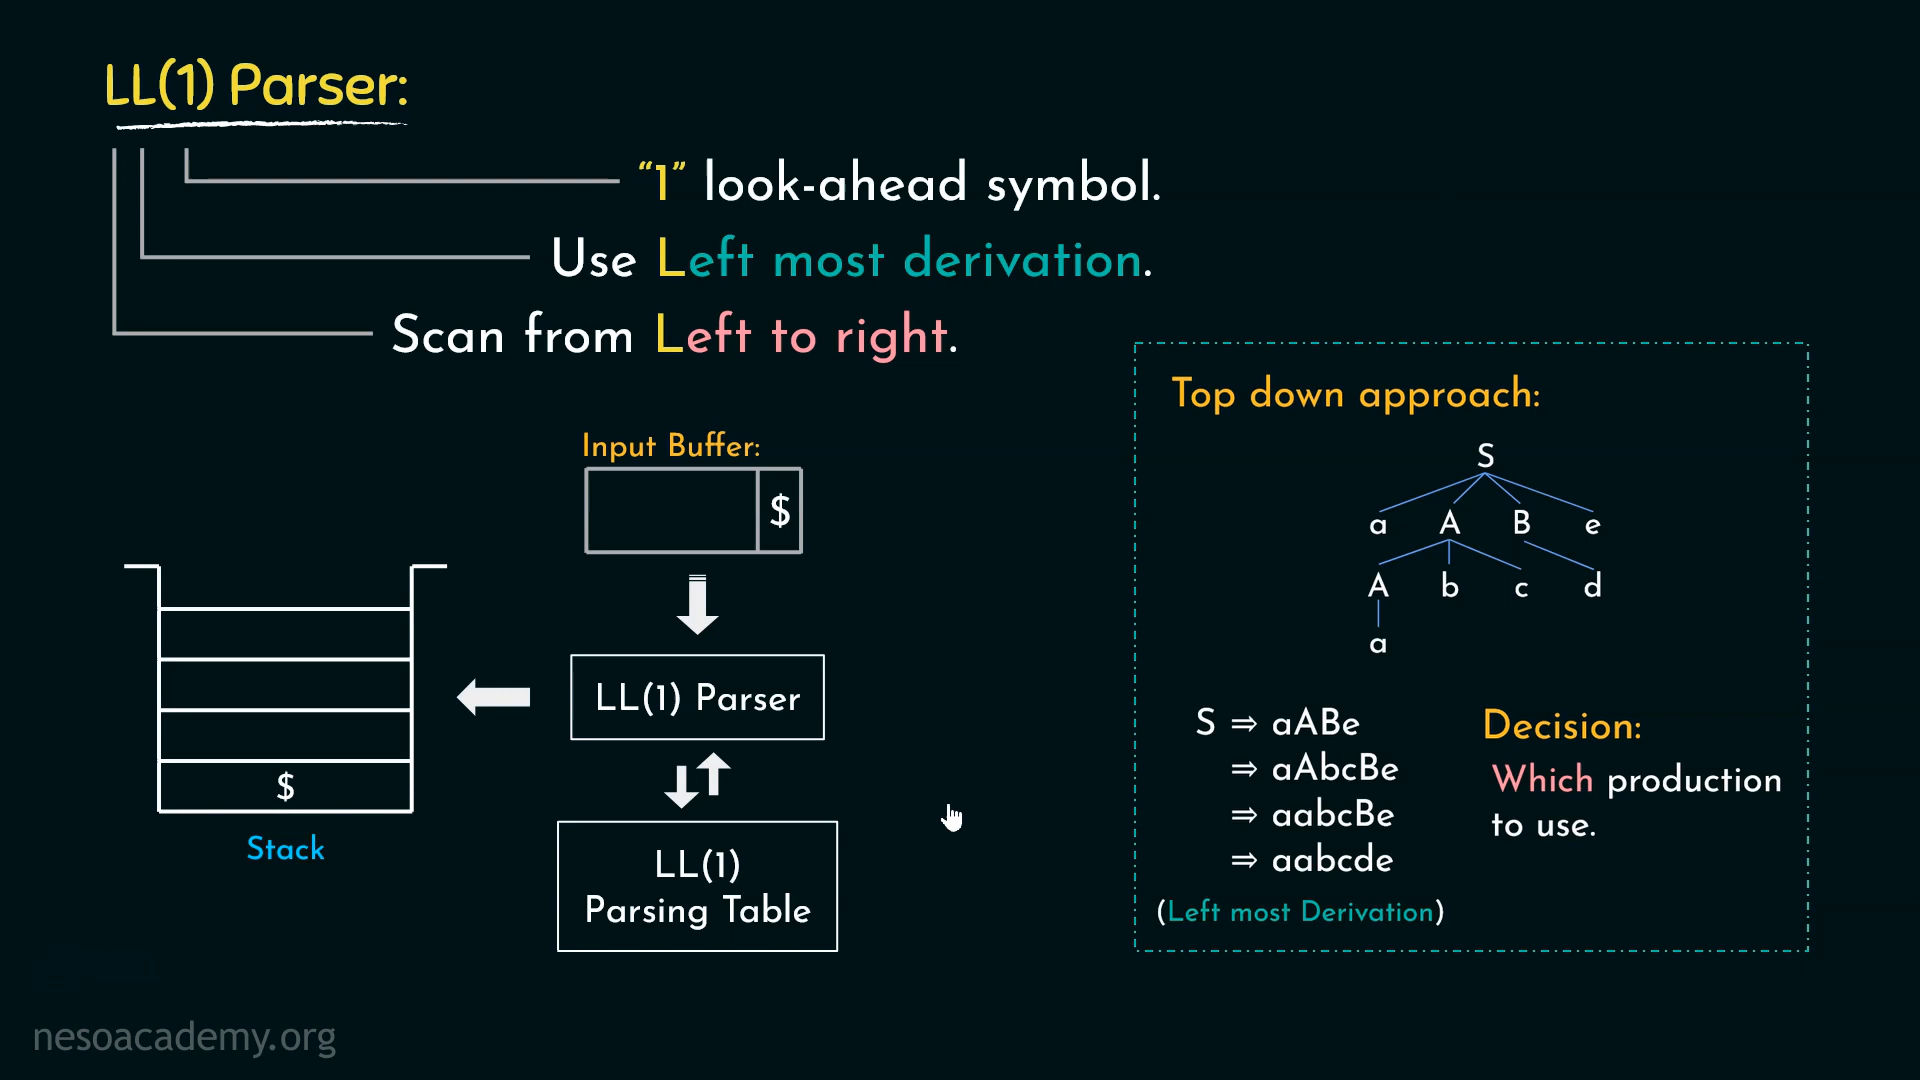 LL(1) Parser:
“1” look-ahead symbol.
Use Left most derivation.
Scan from Left to right.
Input Buffer:
$
LL(1) Parser
LL(1)
Parsing Table
$
Stack
Top down approach:
S
a A B e
A b c d
a
S ⇒ aABe
⇒ aAbcBe
⇒ aabcBe
⇒ aabcde
(Left most Derivation)
Decision:
Which production
to use.
nesoacademy.org